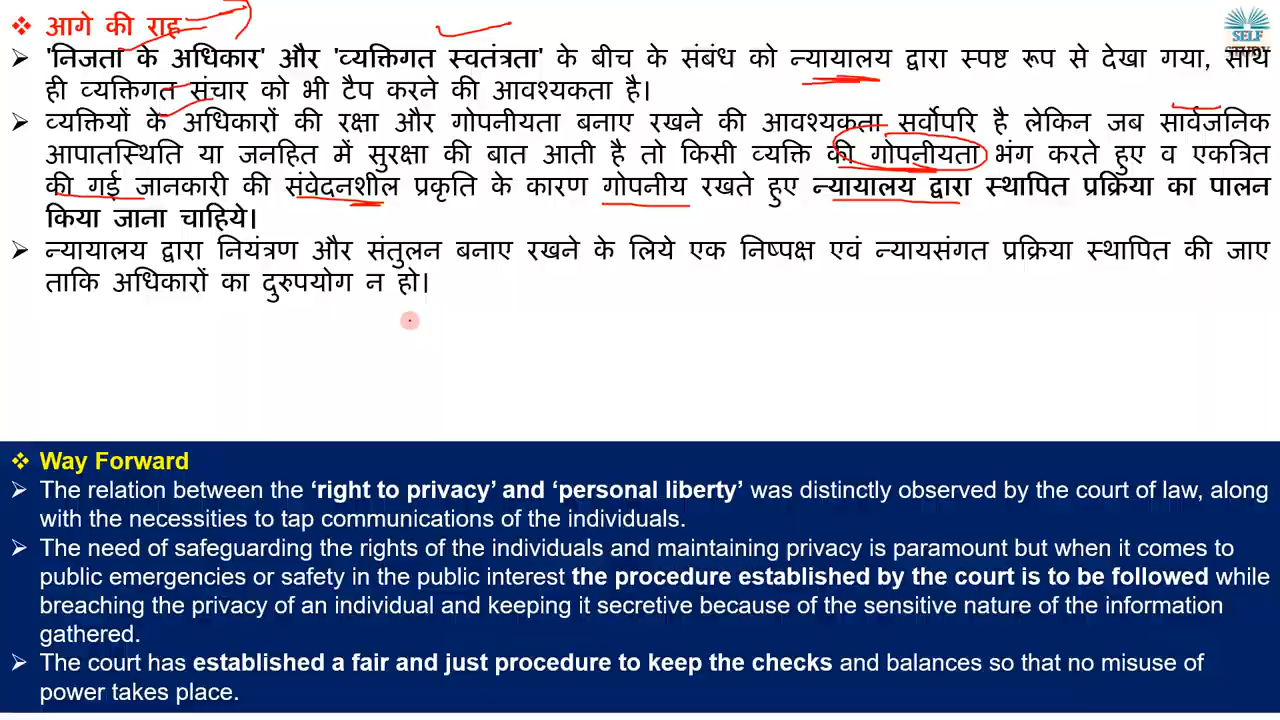 ❖ आगे की राह
SELF
STUDY
➢ 'निजता के अधिकार' और 'व्यक्तिगत स्वतंत्रता' के बीच के संबंध को न्यायालय द्वारा स्पष्ट रूप से देखा गया, साथ
ही व्यक्तिगत संचार को भी टैप करने की आवश्यकता है।
➢ व्यक्तियों के अधिकारों की रक्षा और गोपनीयता बनाए रखने की आवश्यकता सर्वोपरि है लेकिन जब सार्वजनिक
आपातस्थिति या जनहित में सुरक्षा की बात आती है तो किसी व्यक्ति की गोपनीयता भंग करते हुए व एकत्रित
की गई जानकारी की संवेदनशील प्रकृति के कारण गोपनीय रखते हुए न्यायालय द्वारा स्थापित प्रक्रिया का पालन
किया जाना चाहिये।
➢ न्यायालय द्वारा नियंत्रण और संतुलन बनाए रखने के लिये एक निष्पक्ष एवं न्यायसंगत प्रक्रिया स्थापित की जाए
ताकि अधिकारों का दुरुपयोग न हो।
❖ Way Forward
➢ The relation between the ‘right to privacy’ and ‘personal liberty’ was distinctly observed by the court of law, along
with the necessities to tap communications of the individuals.
➢ The need of safeguarding the rights of the individuals and maintaining privacy is paramount but when it comes to
public emergencies or safety in the public interest the procedure established by the court is to be followed while
breaching the privacy of an individual and keeping it secretive because of the sensitive nature of the information
gathered.
➢ The court has established a fair and just procedure to keep the checks and balances so that no misuse of
power takes place.